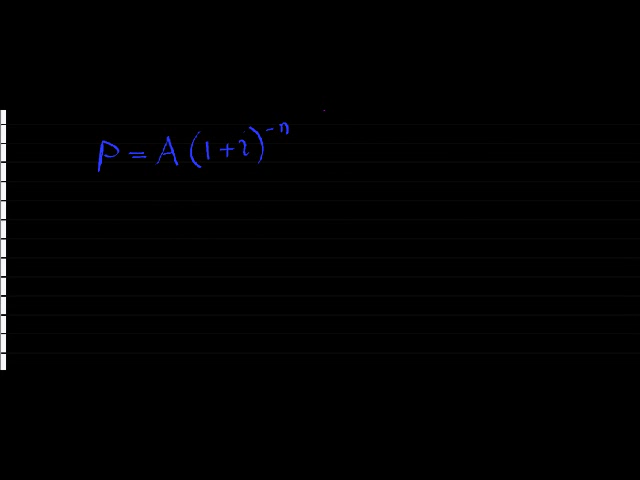 P = A(1+i)^{-n}